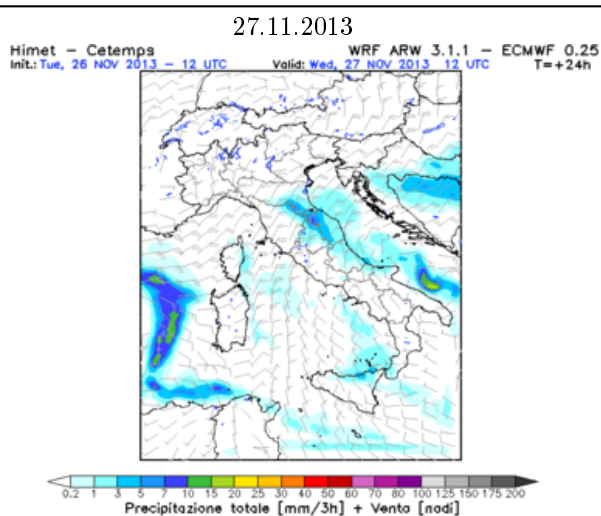 27.11.2013
Himet – Cetemps WRF ARW 3.1.1 – ECMWF 0.25
Init.: Tue, 26 NOV 2013 – 12 UTC Valid: Wed, 27 NOV 2013 12 UTC T=+24h
0.2 1 3 5 7 10 15 20 25 30 40 50 60 70 80 100 125 150 175 200
Precipitazione totale [mm/3h] + Vento [nodi]